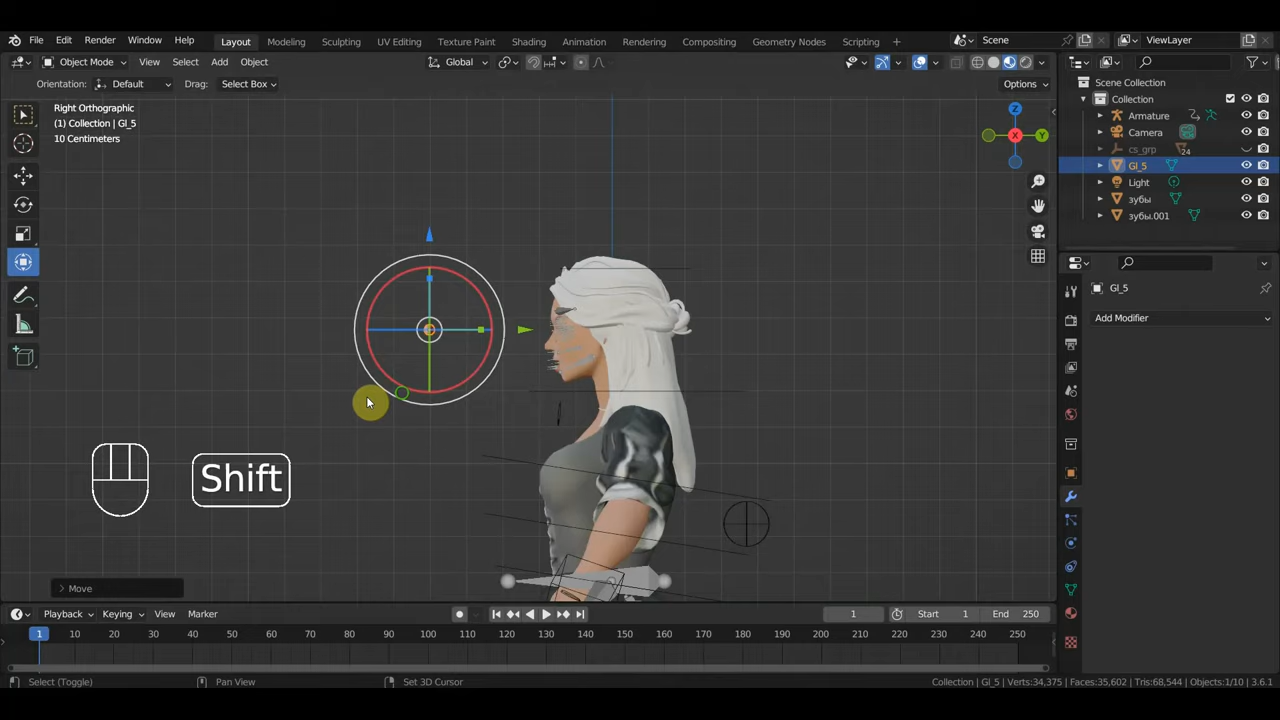 File Edit Render Window Help Layout Modeling Sculpting UV Editing Texture Paint Shading Animation Rendering Compositing Geometry Nodes Scripting + Scene ViewLayer
Object Mode View Select Add Object Global
Orientation: Default Drag: Select Box Options
Right Orthographic
(1) Collection | Gl_5
10 Centimeters
Z
X
Y
Scene Collection
Collection
Armature
Camera
cs_grp 24
Gl_5
Light
зубы
зубы.001
Gl_5
Add Modifier
Shift
> Move
Playback Keying View Marker 1 Start 1 End 250
1 10 20 30 40 50 60 70 80 90 100 110 120 130 140 150 160 170 180 190 200 210 220 230 240 250
Select (Toggle) Pan View Set 3D Cursor Collection | Gl_5 | Verts:34,375 | Faces:35,602 | Tris:68,544 | Objects:1/10 | 3.6.1